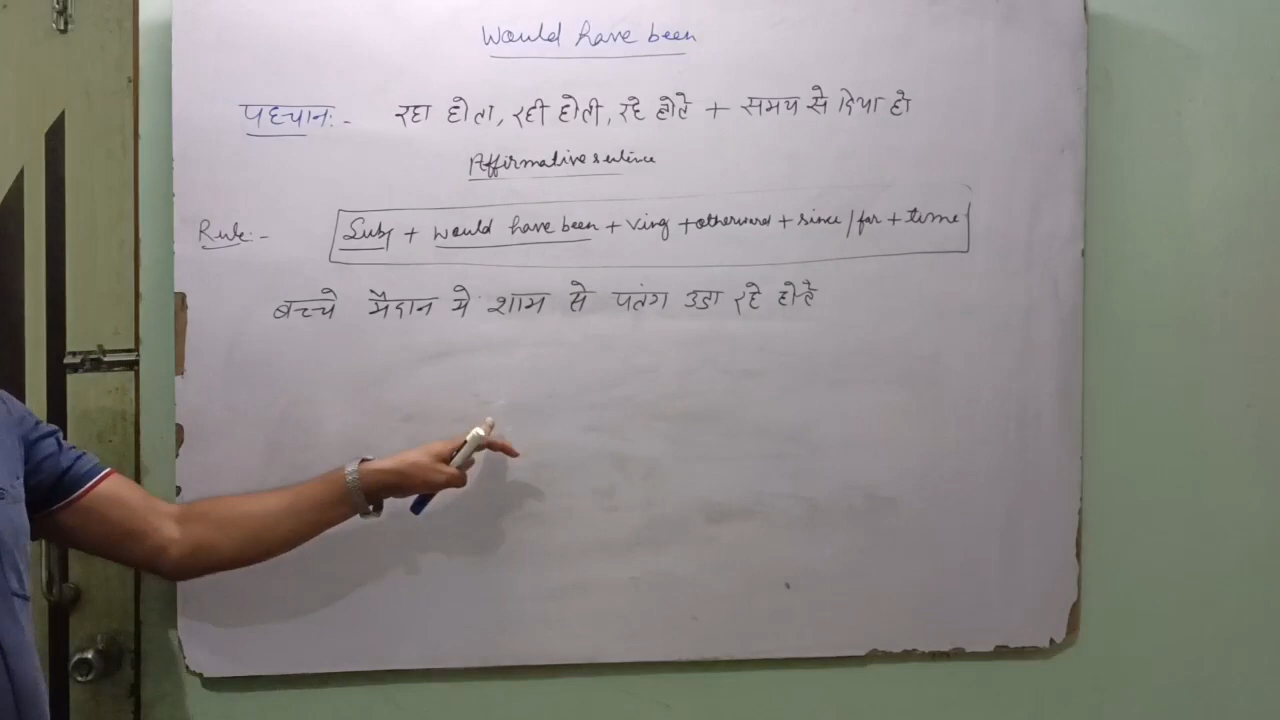 Would have been
पहचानः- रहा होता, रही होती, रहे होते + समय से दिया हो
Affirmative sentence
Rule:- Subj + would have been + Ving + otherword + since/for + time
बच्चे मैदान मे शाम से पतंग उडा रहे होते